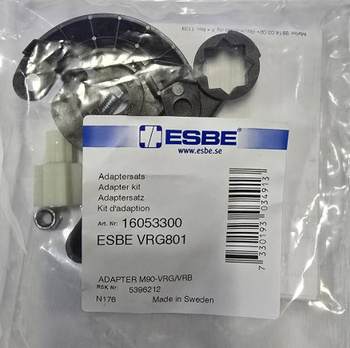 ESBE®
www.esbe.se
Adaptersats
Adapter kit
Adaptersatz
Kit d'adaption
Art. Nr: 16053300
ESBE VRG801
ADAPTER M90-VRG/VRB
RSK Nr: 5396212
N176 Made in Sweden
7 330193 034913